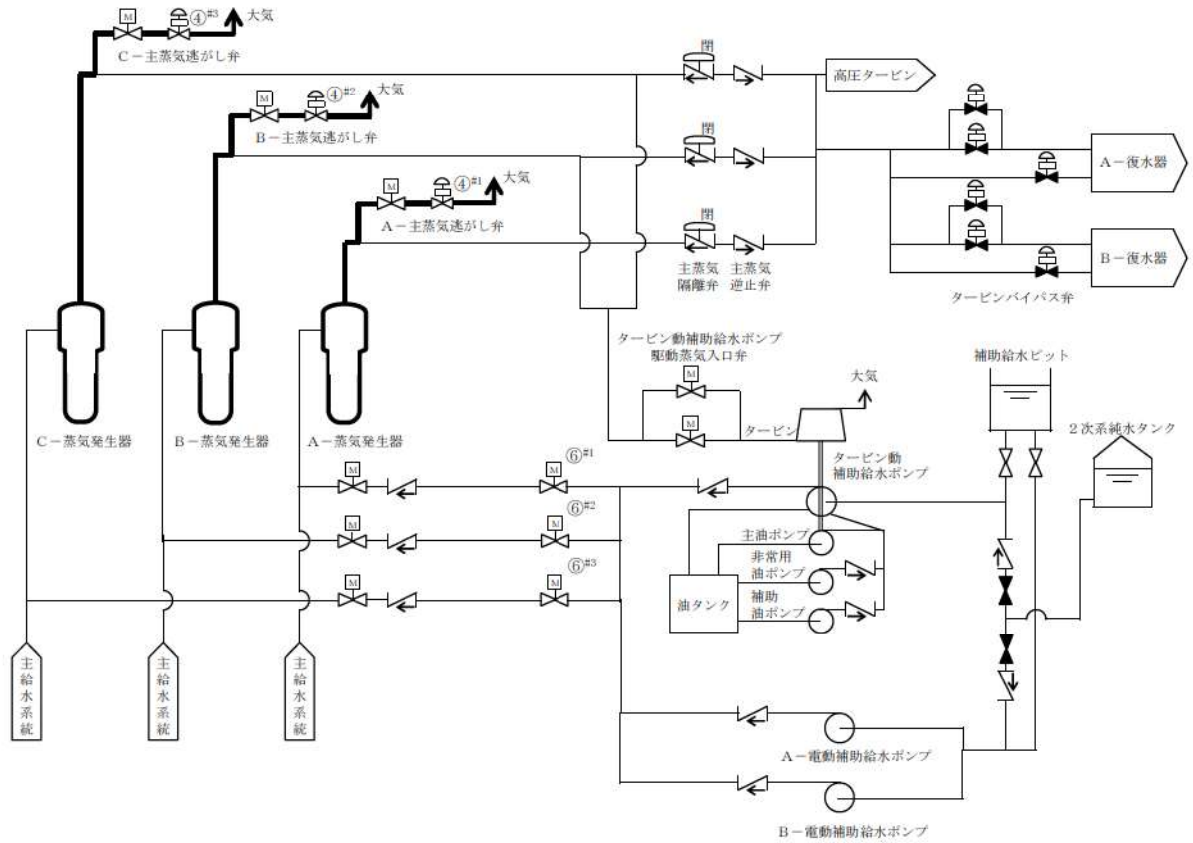 M
④#3
大気
C－主蒸気逃がし弁
閉
高圧タービン
M
④#2
大気
B－主蒸気逃がし弁
閉
A－復水器
M
④#1
大気
A－主蒸気逃がし弁
閉
B－復水器
主蒸気
隔離弁
主蒸気
逆止弁
タービンバイパス弁
タービン動補助給水ポンプ
駆動蒸気入口弁
M
M
タービン
大気
補助給水ピット
2次系純水タンク
C－蒸気発生器
B－蒸気発生器
A－蒸気発生器
タービン動
補助給水ポンプ
M
M
⑥#1
M
M
⑥#2
M
M
⑥#3
主油ポンプ
非常用
油ポンプ
補助
油ポンプ
油タンク
主給水系統
主給水系統
主給水系統
A－電動補助給水ポンプ
B－電動補助給水ポンプ